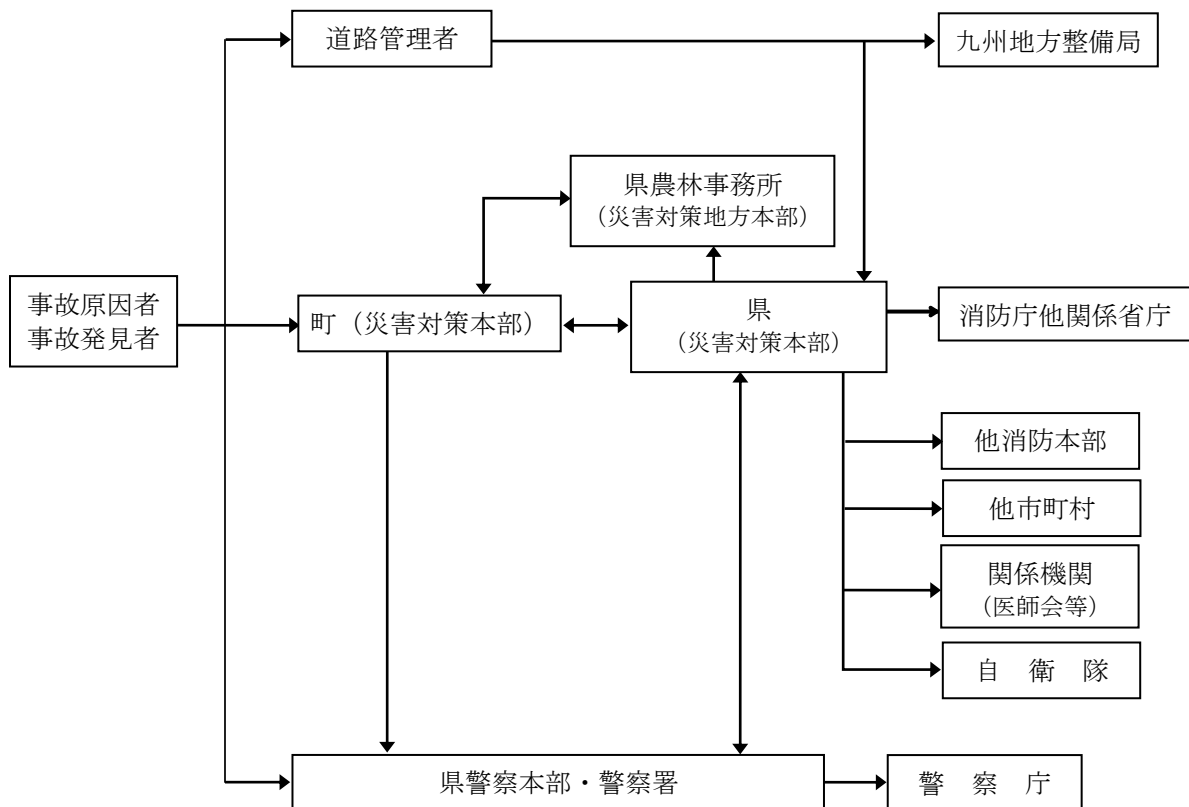 道路管理者
九州地方整備局
県農林事務所
（災害対策地方本部）
事故原因者
事故発見者
町（災害対策本部）
県
（災害対策本部）
消防庁他関係省庁
他消防本部
他市町村
関係機関
（医師会等）
自　衛　隊
県警察本部・警察署
警　察　庁